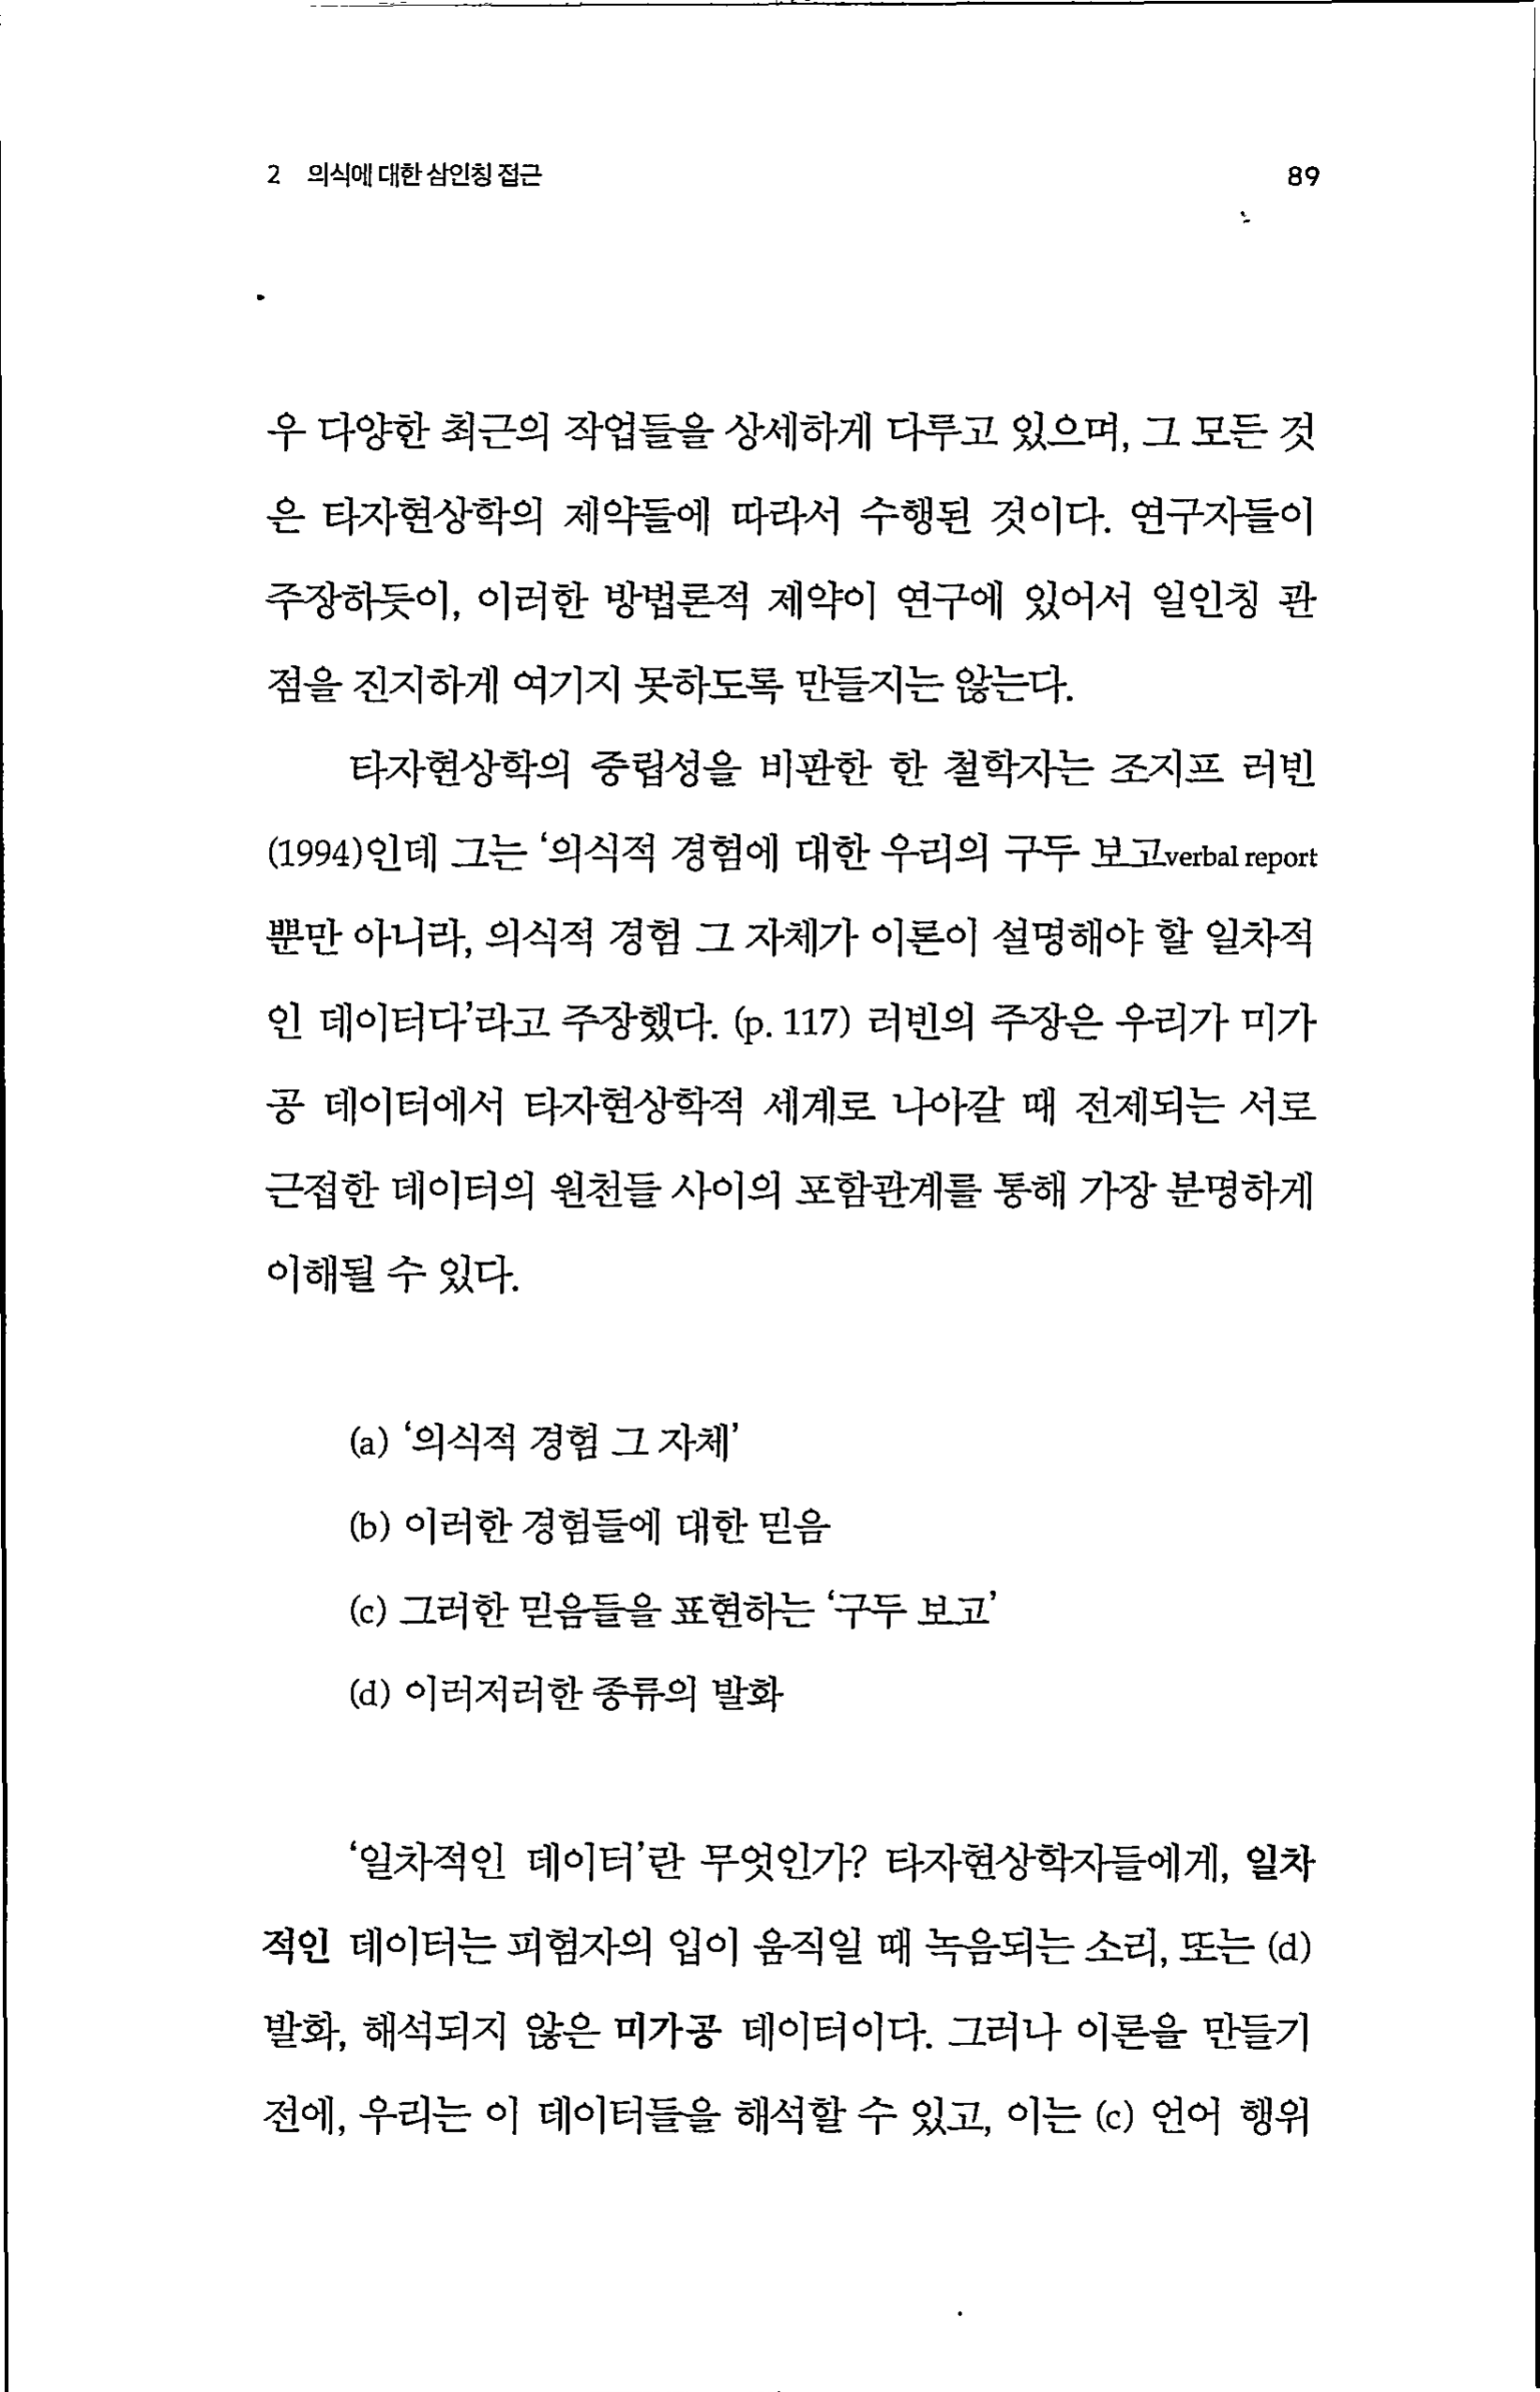 2 의식에 대한 삼인칭 접근
89
우 다양한 최근의 작업들을 상세하게 다루고 있으며, 그 모든 것
은 타자현상학의 제약들에 따라서 수행된 것이다. 연구자들이
주장하듯이, 이러한 방법론적 제약이 연구에 있어서 일인칭 관
점을 진지하게 여기지 못하도록 만들지는 않는다.
타자현상학의 중립성을 비판한 한 철학자는 조지프 러빈
(1994)인데 그는 ‘의식적 경험에 대한 우리의 구두 보고verbal report
뿐만 아니라, 의식적 경험 그 자체가 이론이 설명해야 할 일차적
인 데이터다’라고 주장했다. (p. 117) 러빈의 주장은 우리가 미가
공 데이터에서 타자현상학적 세계로 나아갈 때 전제되는 서로
근접한 데이터의 원천들 사이의 포함관계를 통해 가장 분명하게
이해될 수 있다.
(a) ‘의식적 경험 그 자체’
(b) 이러한 경험들에 대한 믿음
(c) 그러한 믿음들을 표현하는 ‘구두 보고’
(d) 이러저러한 종류의 발화
‘일차적인 데이터’란 무엇인가? 타자현상학자들에게, 일차
적인 데이터는 피험자의 입이 움직일 때 녹음되는 소리, 또는 (d)
발화, 해석되지 않은 미가공 데이터이다. 그러나 이론을 만들기
전에, 우리는 이 데이터들을 해석할 수 있고, 이는 (c) 언어 행위